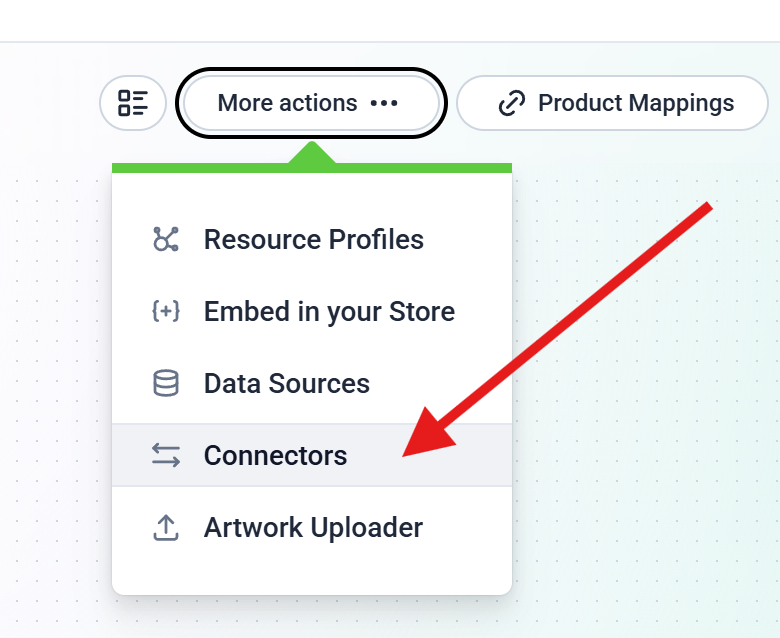 More actions •••
Product Mappings
Resource Profiles
Embed in your Store
Data Sources
Connectors
Artwork Uploader